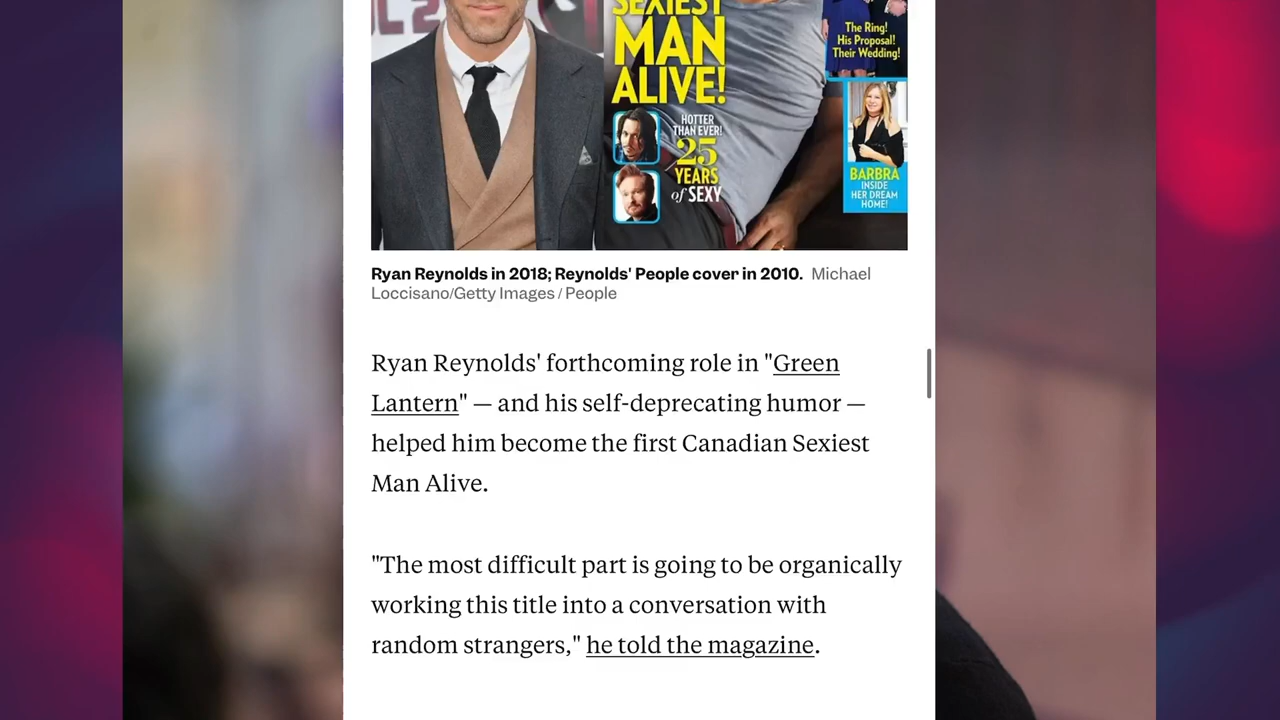 SEXIEST
MAN
ALIVE!
HOTTER
THAN EVER!
25
YEARS
of SEXY
The Ring!
His Proposal!
Their Wedding!
BARBRA
INSIDE
HER DREAM
HOME!
Ryan Reynolds in 2018; Reynolds' People cover in 2010. Michael
Loccisano/Getty Images / People
Ryan Reynolds' forthcoming role in "Green
Lantern" — and his self-deprecating humor —
helped him become the first Canadian Sexiest
Man Alive.
"The most difficult part is going to be organically
working this title into a conversation with
random strangers," he told the magazine.